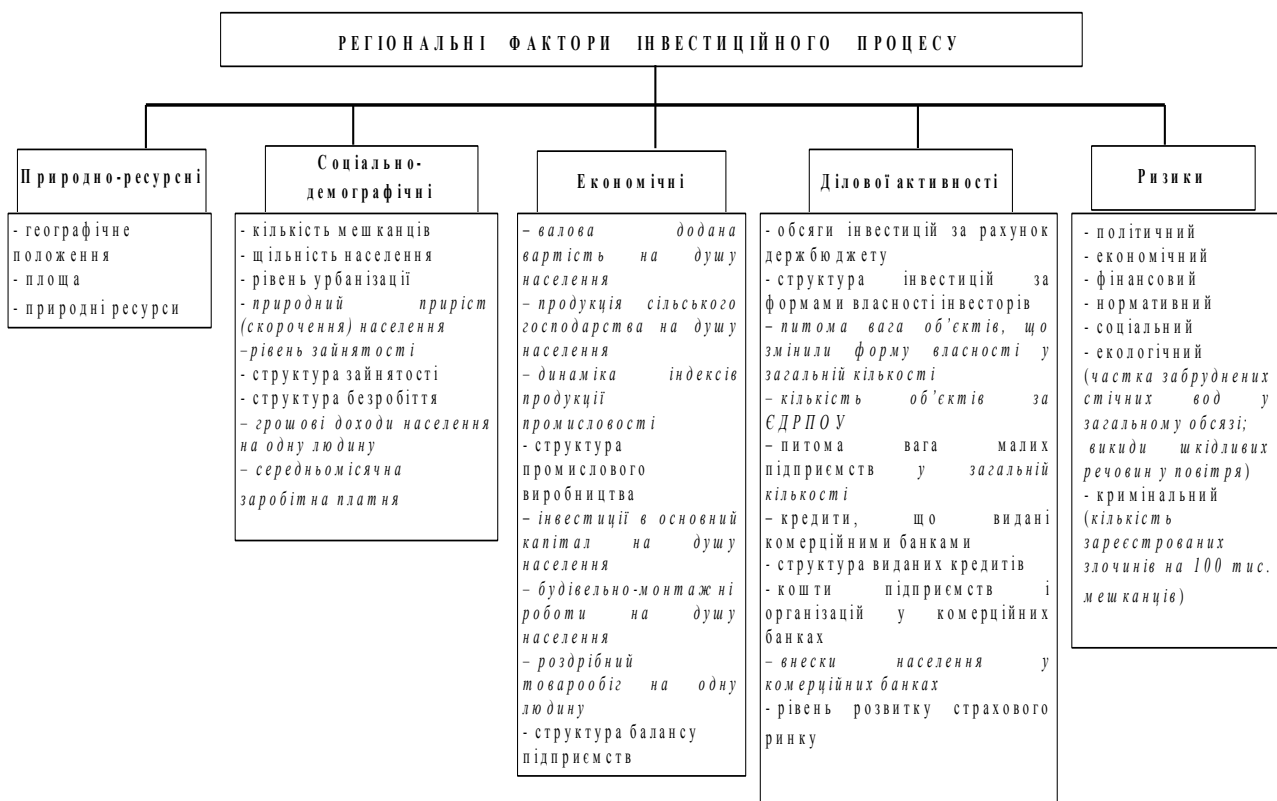 РЕГІОНАЛЬНІ ФАКТОРИ ІНВЕСТИЦІЙНОГО ПРОЦЕСУ
Природно-ресурсні
- географічне
положення
- площа
- природні ресурси
Соціально-
демографічні
- кількість мешканців
- щільність населення
- рівень урбанізації
- природний приріст
(скорочення) населення
–рівень зайнятості
- структура зайнятості
- структура безробіття
– грошові доходи населення
на одну людину
– середньомісячна
заробітна платня
Економічні
– валова додана
вартість на душу
населення
– продукція сільського
господарства на душу
населення
– динаміка індексів
продукції
промисловості
- структура
промислового
виробництва
– інвестиції в основний
капітал на душу
населення
– будівельно-монтажні
роботи на душу
населення
– роздрібний
товарообіг на одну
людину
- структура балансу
підприємств
Ділової активності
- обсяги інвестицій за рахунок
держбюджету
- структура інвестицій за
формами власності інвесторів
– питома вага об’єктів, що
змінили форму власності у
загальній кількості
– кількість об’єктів за
ЄДРПОУ
– питома вага малих
підприємств у загальній
кількості
– кредити, що видані
комерційними банками
- структура виданих кредитів
- кошти підприємств і
організацій у комерційних
банках
– внески населення у
комерційних банках
- рівень розвитку страхового
ринку
Ризики
- політичний
- економічний
- фінансовий
- нормативний
- соціальний
- екологічний
(частка забруднених
стічних вод у
загальному обсязі;
викиди шкідливих
речовин у повітря)
- кримінальний
(кількість
зареєстрованих
злочинів на 100 тис.
мешканців)